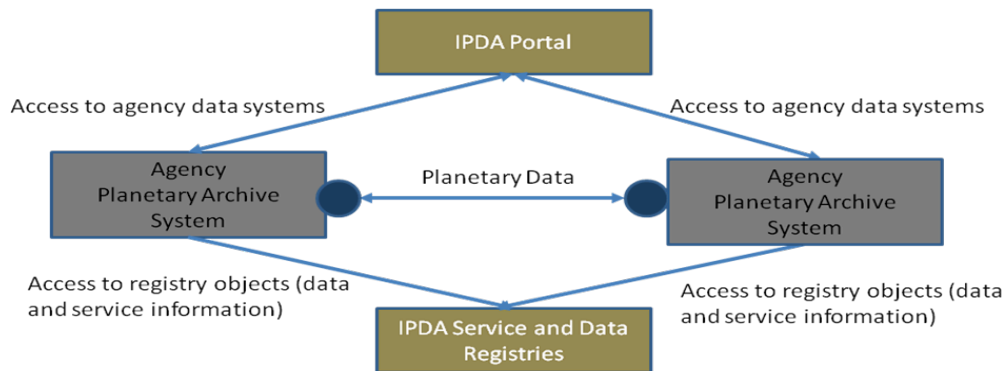 IPDA Portal
Access to agency data systems
Access to agency data systems
Agency
Planetary Archive
System
Planetary Data
Agency
Planetary Archive
System
Access to registry objects (data
and service information)
Access to registry objects (data
and service information)
IPDA Service and Data
Registries